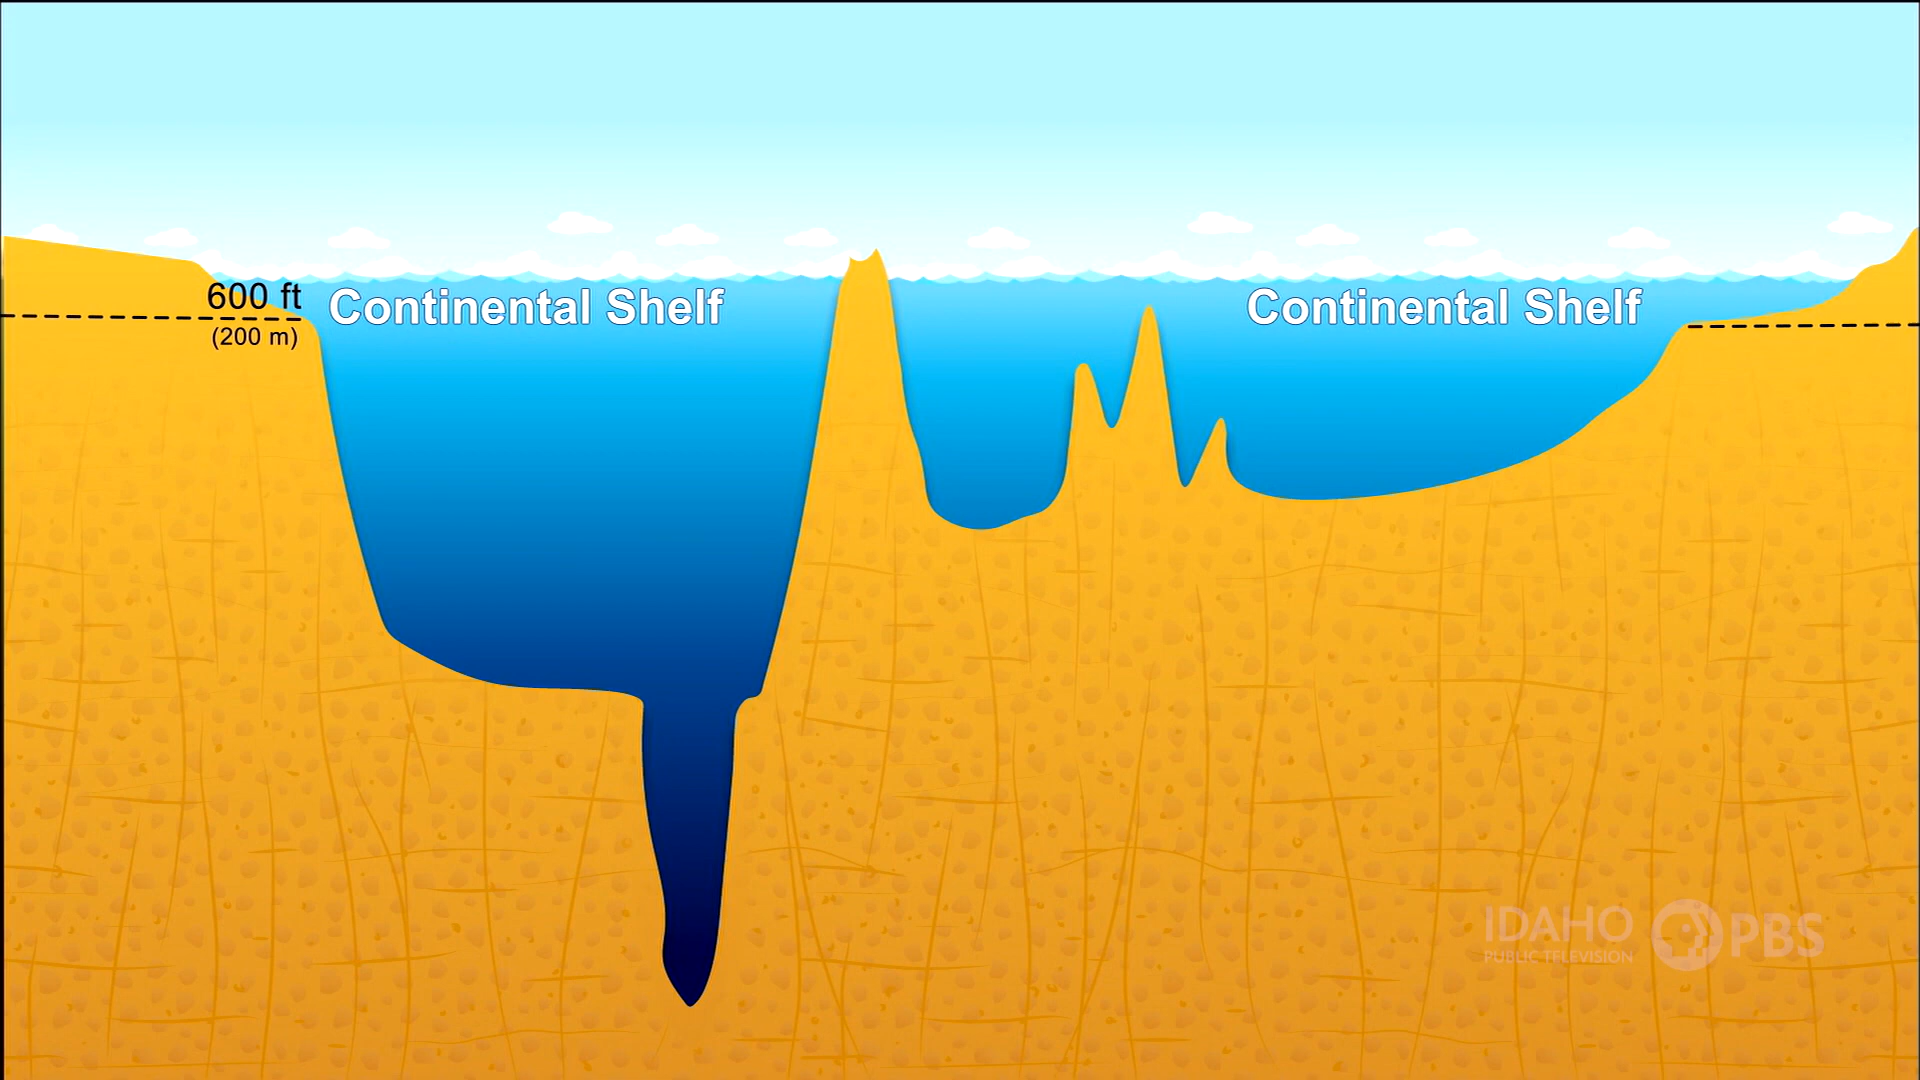 600 ft
(200 m)
Continental Shelf
Continental Shelf
IDAHO
PUBLIC TELEVISION
PBS